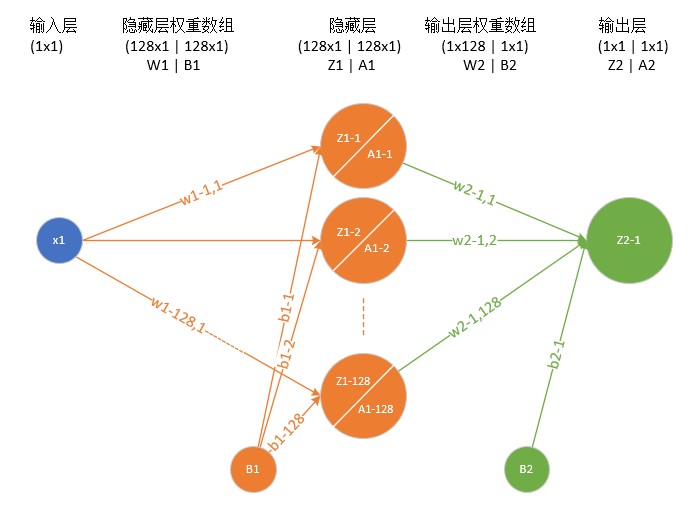 输入层
(1x1)
隐藏层权重数组
(128x1 | 128x1)
W1 | B1
隐藏层
(128x1 | 128x1)
Z1 | A1
输出层权重数组
(1x128 | 1x1)
W2 | B2
输出层
(1x1 | 1x1)
Z2 | A2
Z1-1
A1-1
w1-1,1
w2-1,1
x1
Z1-2
A1-2
w2-1,2
Z2-1
b1-1
w1-128,1
w2-1,128
b1-2
b2-1
Z1-128
A1-128
b1-128
B1
B2